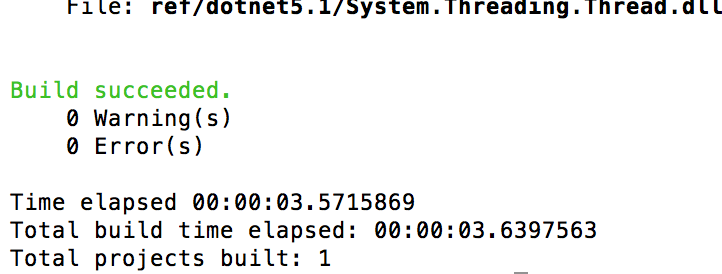 File: ref/dotnet5.1/System.Threading.Thread.dll
Build succeeded.
0 Warning(s)
0 Error(s)
Time elapsed 00:00:03.5715869
Total build time elapsed: 00:00:03.6397563
Total projects built: 1